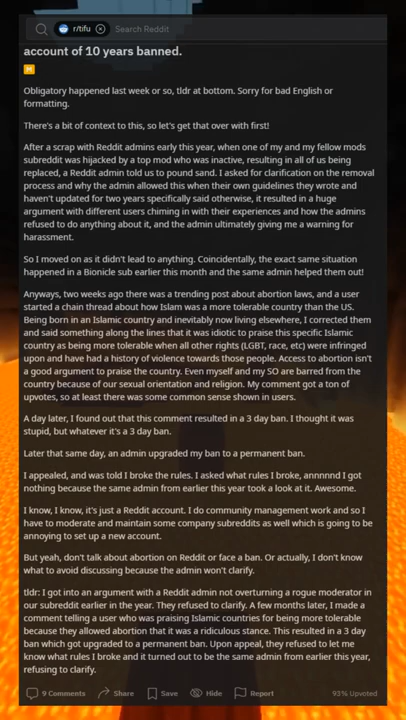 r/tifu
Search Reddit
account of 10 years banned.
M
Obligatory happened last week or so, tldr at bottom. Sorry for bad English or
formatting.
There's a bit of context to this, so let's get that over with first!
After a scrap with Reddit admins early this year, when one of my and my fellow mods
subreddit was hijacked by a top mod who was inactive, resulting in all of us being
replaced, a Reddit admin told us to pound sand. I asked for clarification on the removal
process and why the admin allowed this when their own guidelines they wrote and
haven't updated for two years specifically said otherwise, it resulted in a huge
argument with different users chiming in with their experiences and how the admins
refused to do anything about it, and the admin ultimately giving me a warning for
harassment.
So I moved on as it didn't lead to anything. Coincidentally, the exact same situation
happened in a Bionicle sub earlier this month and the same admin helped them out!
Anyways, two weeks ago there was a trending post about abortion laws, and a user
started a chain thread about how Islam was a more tolerable country than the US.
Being born in an Islamic country and inevitably now living elsewhere, I corrected them
and said something along the lines that it was idiotic to praise this specific Islamic
country as being more tolerable when all other rights (LGBT, race, etc) were infringed
upon and have had a history of violence towards those people. Access to abortion isn't
a good argument to praise the country. Even myself and my SO are barred from the
country because of our sexual orientation and religion. My comment got a ton of
upvotes, so at least there was some common sense shown in users.
A day later, I found out that this comment resulted in a 3 day ban. I thought it was
stupid, but whatever it's a 3 day ban.
Later that same day, an admin upgraded my ban to a permanent ban.
I appealed, and was told I broke the rules. I asked what rules I broke, annnnnd I got
nothing because the same admin from earlier this year took a look at it. Awesome.
I know, I know, it's just a Reddit account. I do community management work and so I
have to moderate and maintain some company subreddits as well which is going to be
annoying to set up a new account.
But yeah, don't talk about abortion on Reddit or face a ban. Or actually, I don't know
what to avoid discussing because the admin won't clarify.
tldr: I got into an argument with a Reddit admin not overturning a rogue moderator in
our subreddit earlier in the year. They refused to clarify. A few months later, I made a
comment telling a user who was praising Islamic countries for being more tolerable
because they allowed abortion that it was a ridiculous stance. This resulted in a 3 day
ban which got upgraded to a permanent ban. Upon appeal, they refused to let me
know what rules I broke and it turned out to be the same admin from earlier this year,
refusing to clarify.
9 Comments Share Save Hide Report 93% Upvoted